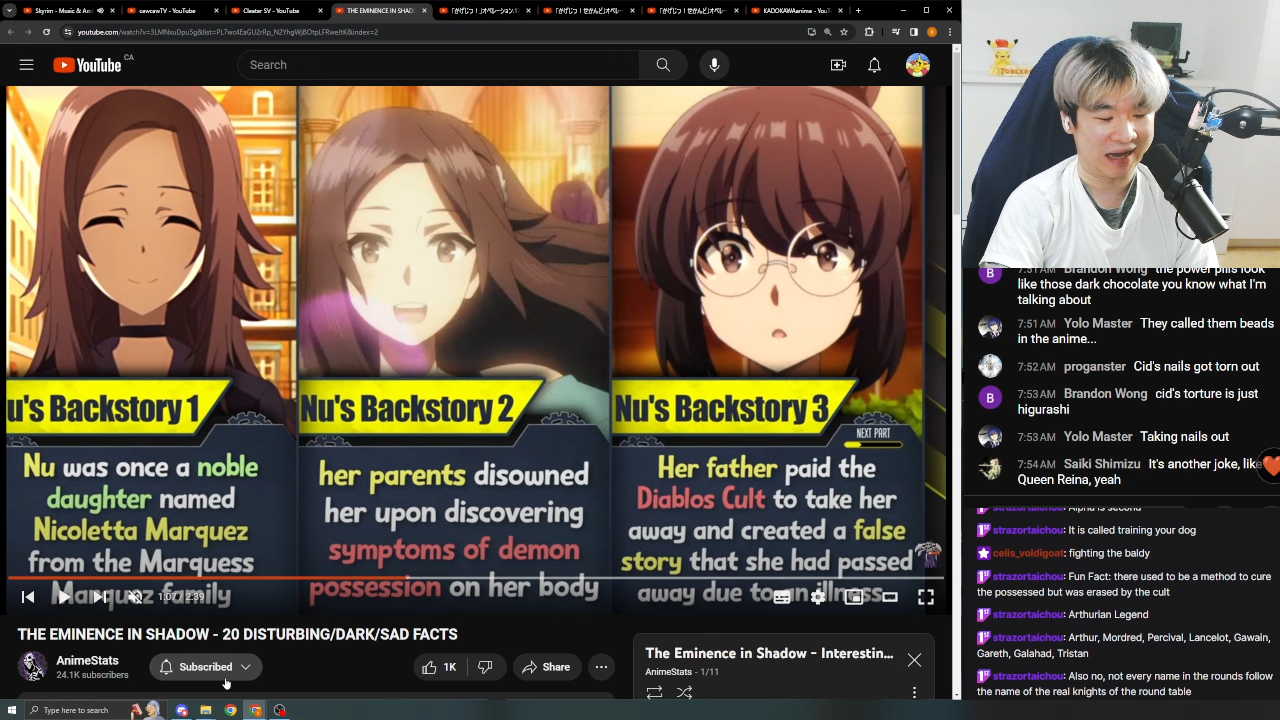 Skyrim - Music & Am
cawcawTV - YouTube
Cleeter SV - YouTube
THE EMINENCE IN SHAD
KADOKAWAanime - YouT
YouTube CA
Search
u's Backstory 1
Nu's Backstory 2
Nu's Backstory 3
NEXT PART
Nu was once a noble
daughter named
Nicoletta Marquez
from the Marquess
Marquez family
her parents disowned
her upon discovering
symptoms of demon
possession on her body
Her father paid the
Diablos Cult to take her
away and created a false
story that she had passed
away due to an illness
1:07 / 2:39
THE EMINENCE IN SHADOW - 20 DISTURBING/DARK/SAD FACTS
AnimeStats
24.1K subscribers
Subscribed
1K
Share
The Eminence in Shadow - Interestin...
AnimeStats - 1/11
Type here to search
7:51 AM Brandon Wong the power pills look
like those dark chocolate you know what I'm
talking about
7:51 AM Yolo Master They called them beads
in the anime...
7:52 AM proganster Cid's nails got torn out
7:53 AM Brandon Wong cid's torture is just
higurashi
7:53 AM Yolo Master Taking nails out
7:54 AM Saiki Shimizu It's another joke, like
Queen Reina, yeah
strazortaichou: Alpha is second
strazortaichou: It is called training your dog
celis_voldigoat: fighting the baldy
strazortaichou: Fun Fact: there used to be a method to cure
the possessed but was erased by the cult
strazortaichou: Arthurian Legend
strazortaichou: Arthur, Mordred, Percival, Lancelot, Gawain,
Gareth, Galahad, Tristan
strazortaichou: Also no, not every name in the rounds follow
the name of the real knights of the round table